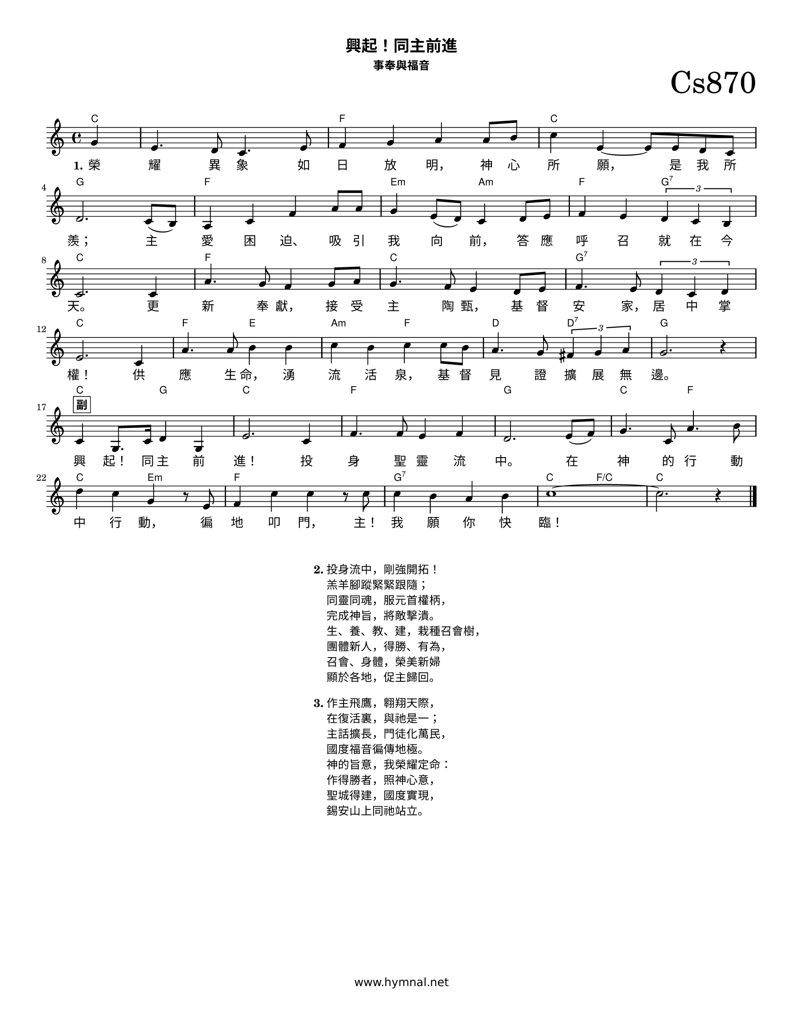 興起！同主前進
事奉與福音
Cs870
C F C
1. 榮 耀 異 象 如 日 放 明， 神 心 所 願， 是 我 所
4 G F Em Am F G7 3
羨； 主 愛 困 迫、 吸 引 我 向 前， 答 應 呼 召 就 在 今
8 C F C G7 3
天。 更 新 奉 獻， 接 受 主 陶 甄， 基 督 安 家， 居 中 掌
12 C F E Am F D D7 3 G
權！ 供 應 生 命， 湧 流 活 泉， 基 督 見 證 擴 展 無 邊。
17 C G C F G C F
副
興 起！ 同 主 前 進！ 投 身 聖 靈 流 中。 在 神 的 行 動
22 C Em F G7 C F/C C
中 行 動， 徧 地 叩 門， 主！ 我 願 你 快 臨！
2. 投身流中，剛強開拓！
羔羊腳蹤緊緊跟隨；
同靈同魂，服元首權柄，
完成神旨，將敵擊潰。
生、養、教、建，栽種召會樹，
團體新人，得勝、有為，
召會、身體，榮美新婦
顯於各地，促主歸回。
3. 作主飛鷹，翱翔天際，
在復活裏，與祂是一；
主話擴長，門徒化萬民，
國度福音徧傳地極。
神的旨意，我榮耀定命：
作得勝者，照神心意，
聖城得建，國度實現，
錫安山上同祂站立。
www.hymnal.net